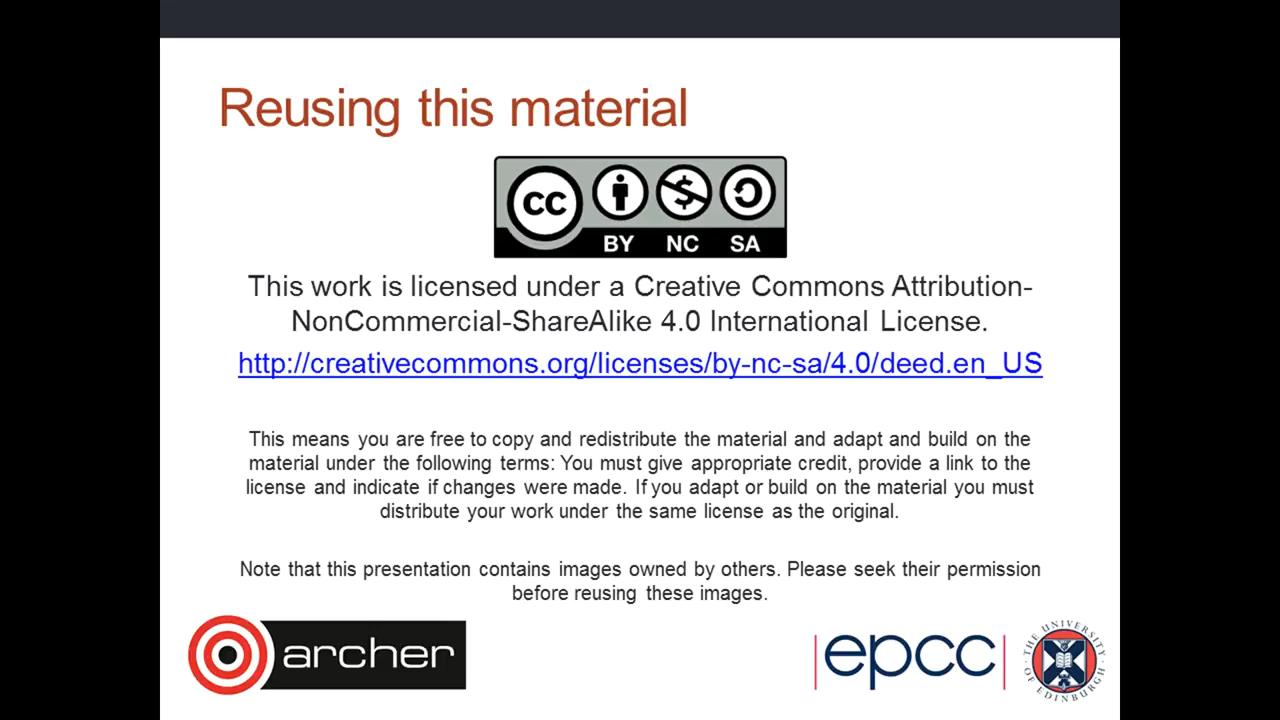 Reusing this material
CC
BY NC SA
This work is licensed under a Creative Commons Attribution-
NonCommercial-ShareAlike 4.0 International License.
http://creativecommons.org/licenses/by-nc-sa/4.0/deed.en_US
This means you are free to copy and redistribute the material and adapt and build on the
material under the following terms: You must give appropriate credit, provide a link to the
license and indicate if changes were made. If you adapt or build on the material you must
distribute your work under the same license as the original.
Note that this presentation contains images owned by others. Please seek their permission
before reusing these images.
archer
epcc
THE UNIVERSITY
OF EDINBURGH